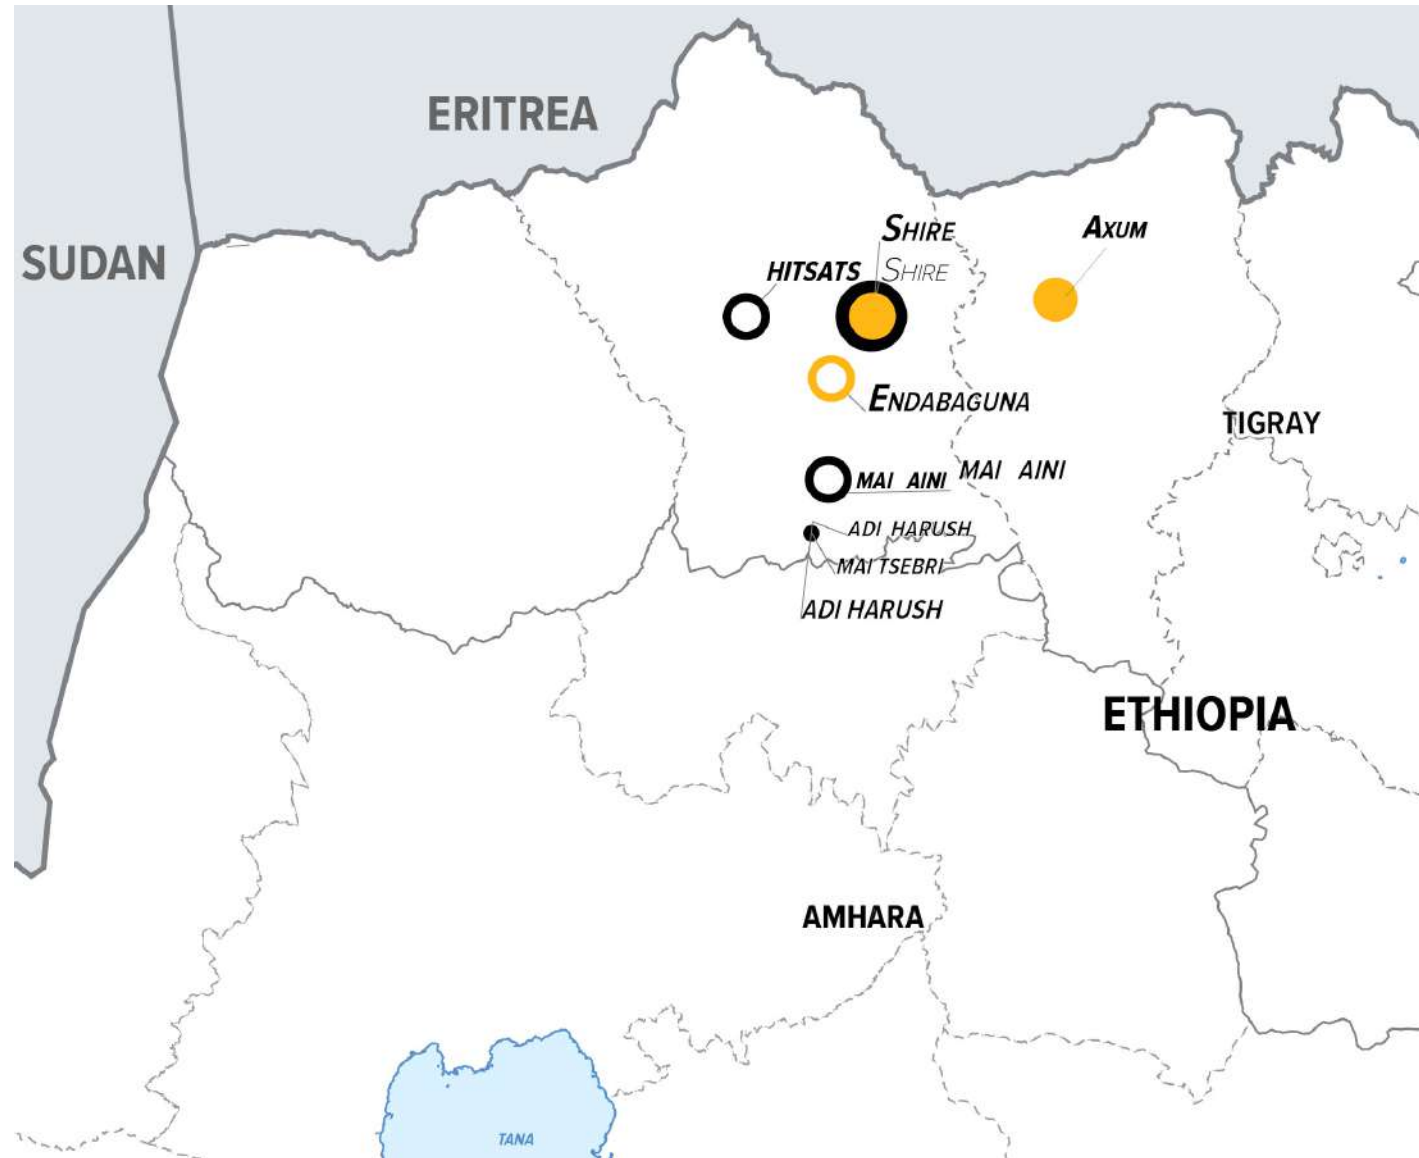 ERITREA
SUDAN
SHIRE
AXUM
HITSATS
SHIRE
ENDABAGUNA
TIGRAY
MAI AINI
MAI AINI
ADI HARUSH
MAI TSEBRI
ADI HARUSH
ETHIOPIA
AMHARA
TANA